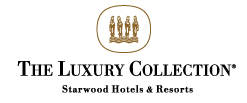 THE LUXURY COLLECTION®
Starwood Hotels & Resorts